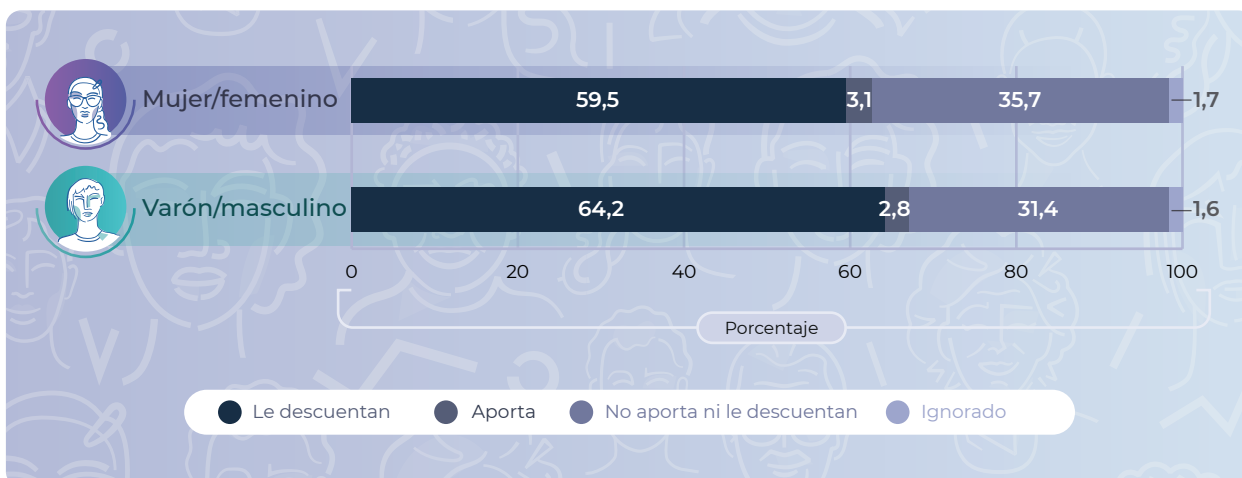 Mujer/femenino 59,5 3,1 35,7 1,7
Varón/masculino 64,2 2,8 31,4 1,6
0 20 40 60 80 100
Porcentaje
Le descuentan Aporta No aporta ni le descuentan Ignorado